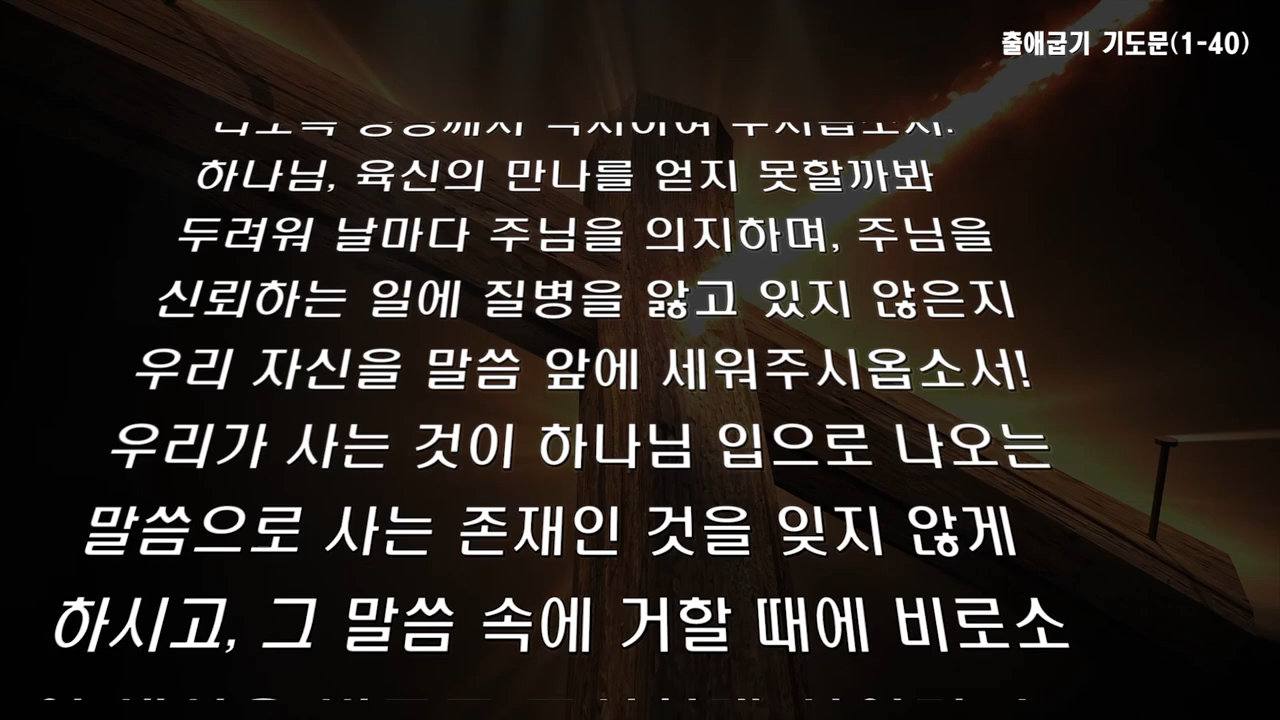 출애굽기 기도문(1-40)
하나님, 육신의 만나를 얻지 못할까봐
두려워 날마다 주님을 의지하며, 주님을
신뢰하는 일에 질병을 앓고 있지 않은지
우리 자신을 말씀 앞에 세워주시옵소서!
우리가 사는 것이 하나님 입으로 나오는
말씀으로 사는 존재인 것을 잊지 않게
하시고, 그 말씀 속에 거할 때에 비로소